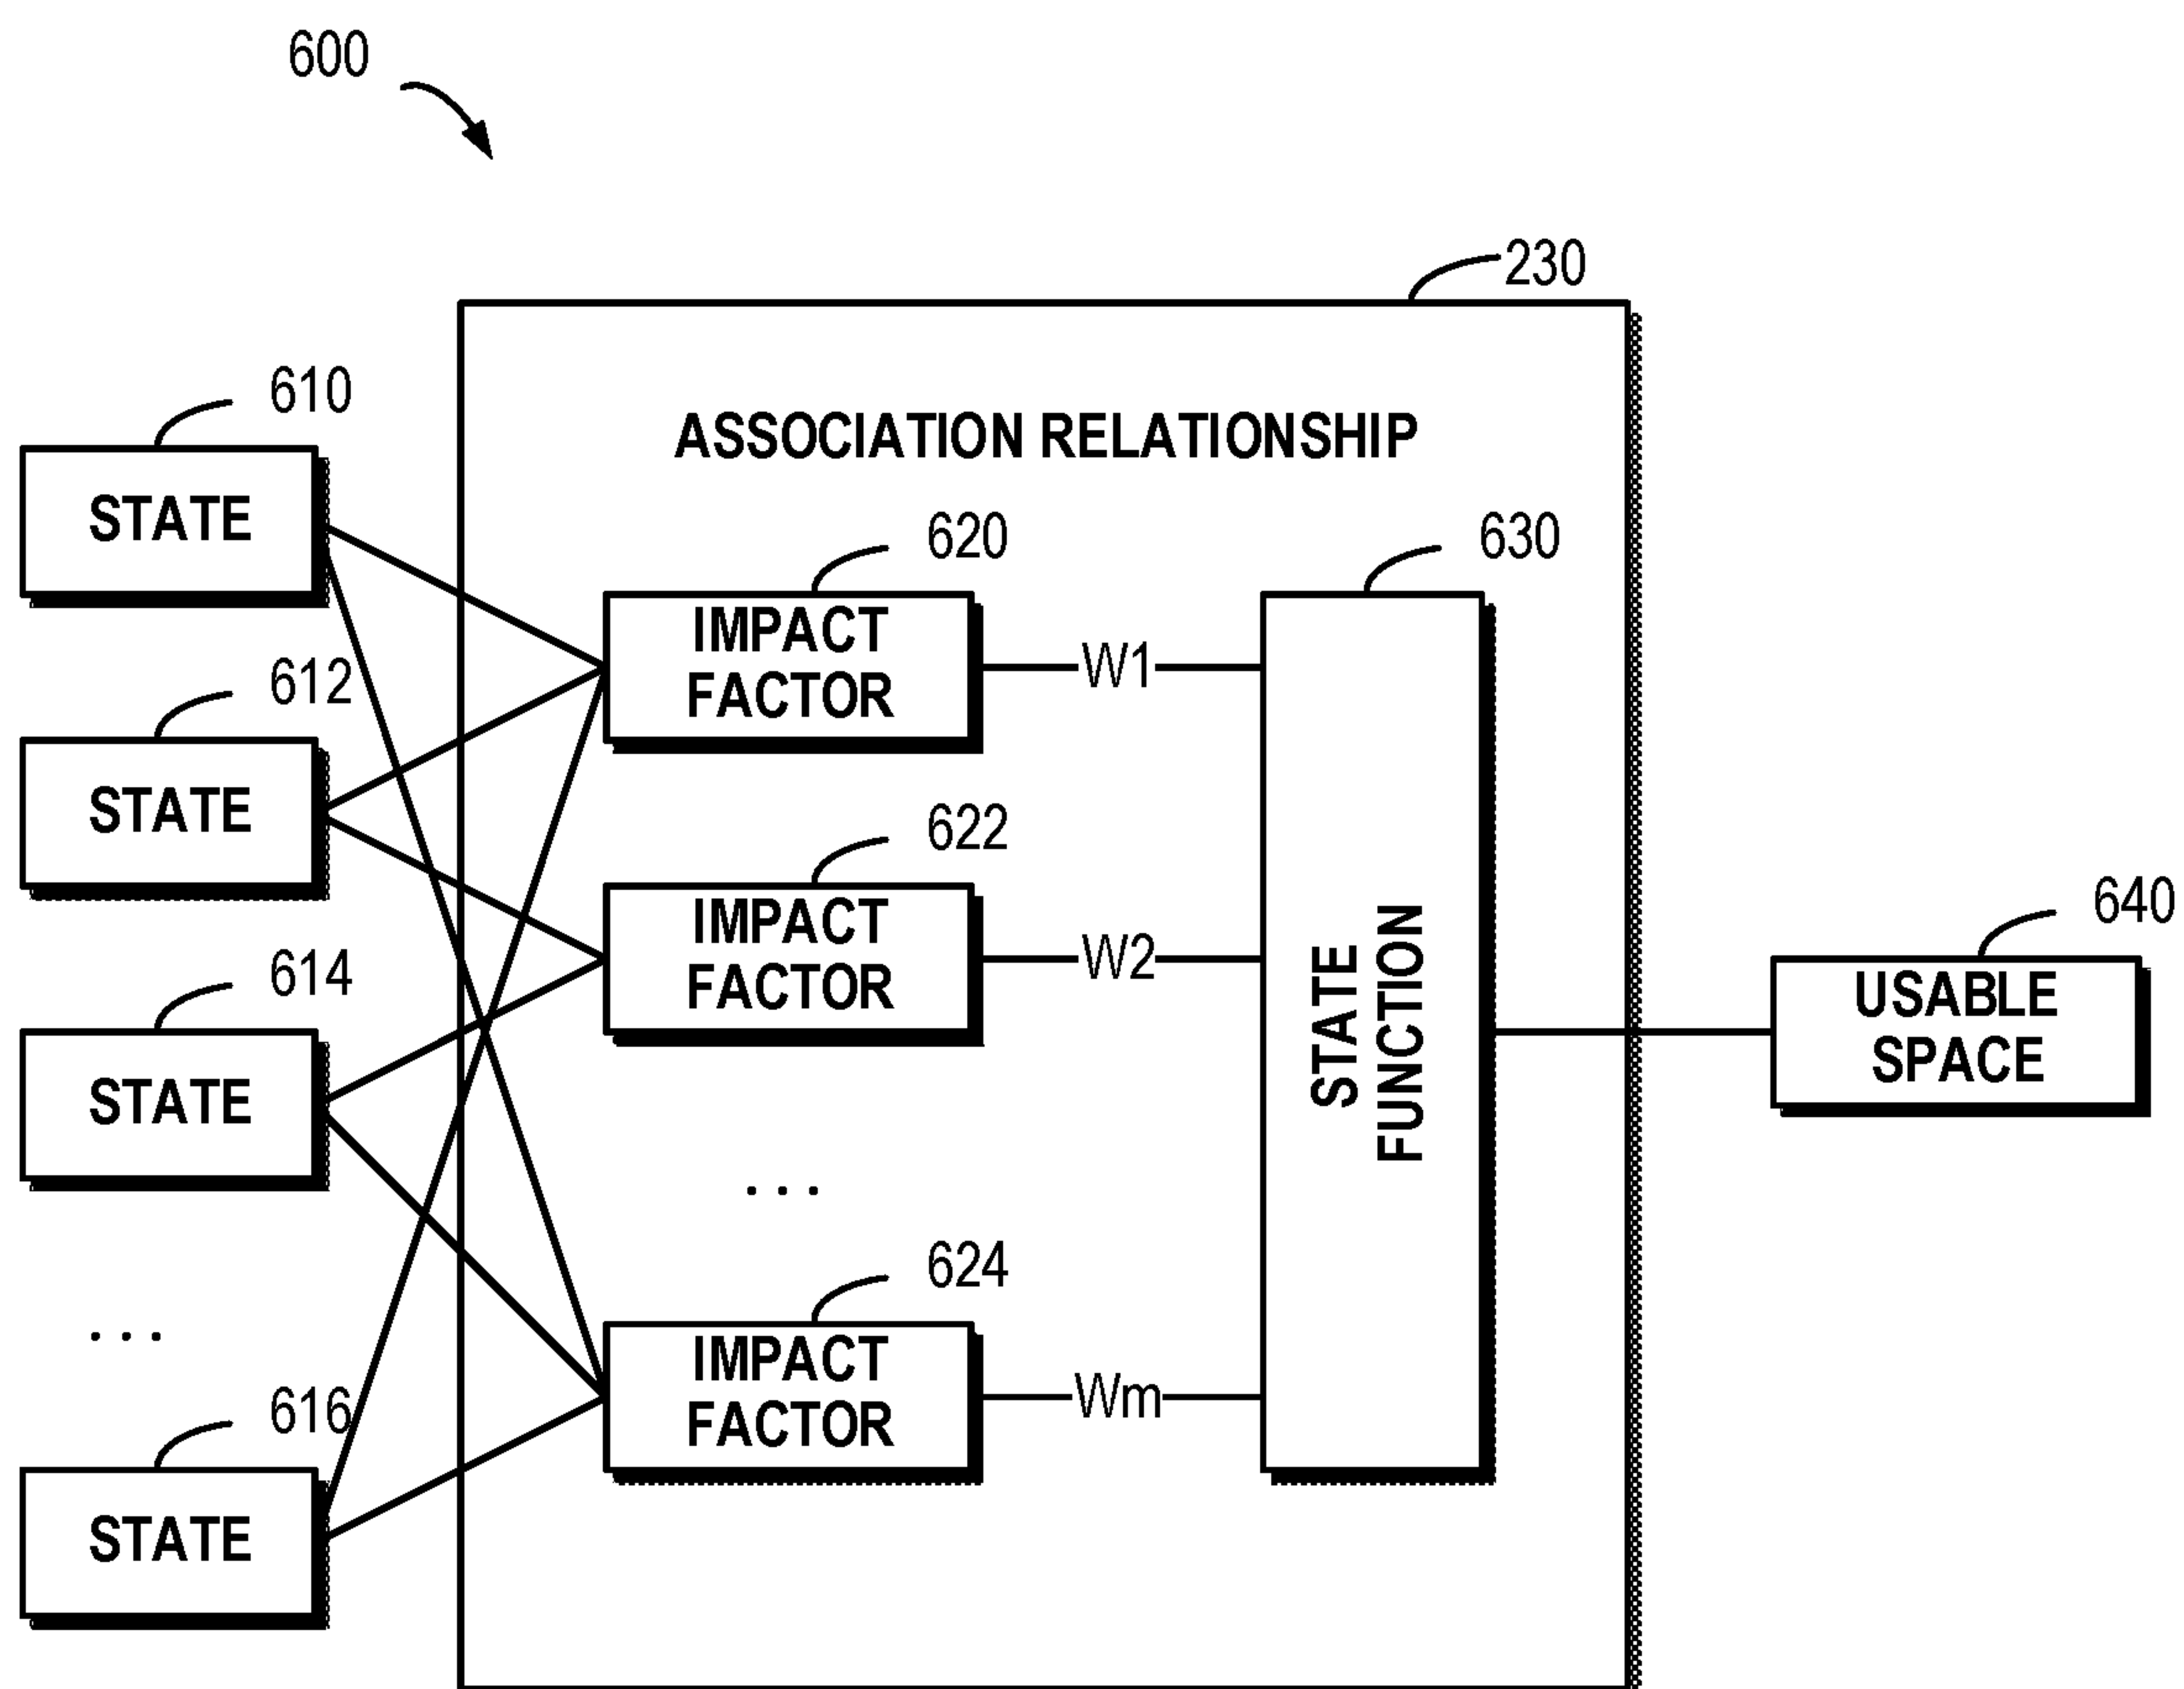 600
230
610
ASSOCIATION RELATIONSHIP
STATE
620
630
IMPACT
FACTOR
W1
612
STATE
622
IMPACT
FACTOR
W2
STATE
FUNCTION
640
USABLE
SPACE
614
STATE
...
624
IMPACT
FACTOR
Wm
...
616
STATE